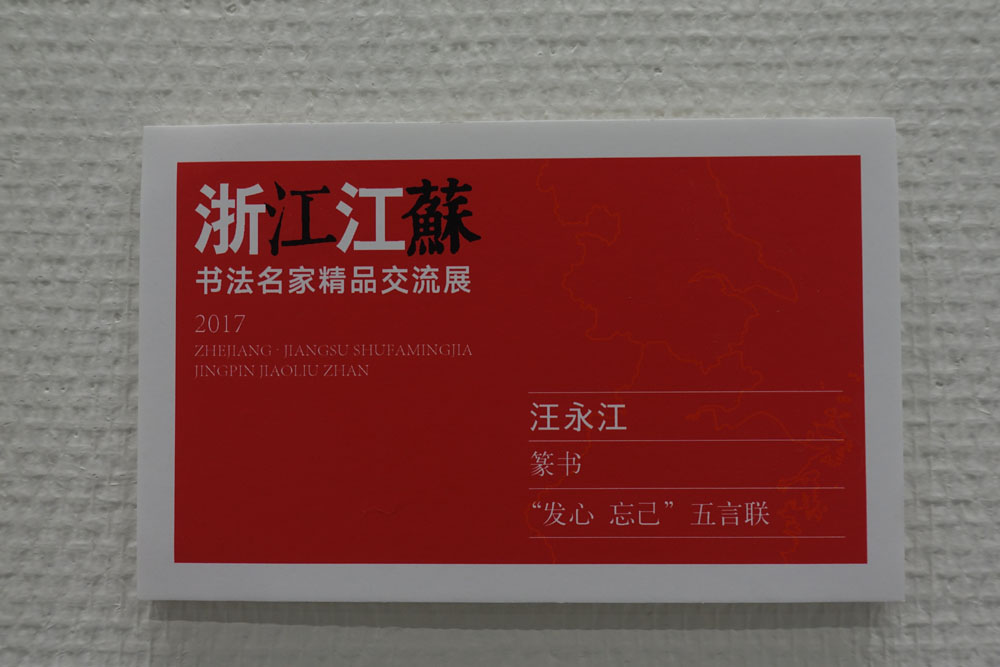 浙江江蘇
书法名家精品交流展
2017
ZHEJIANG · JIANGSU SHUFAMINGJIA
JINGPIN JIAOLIU ZHAN
汪永江
篆书
“发心 忘己”五言联